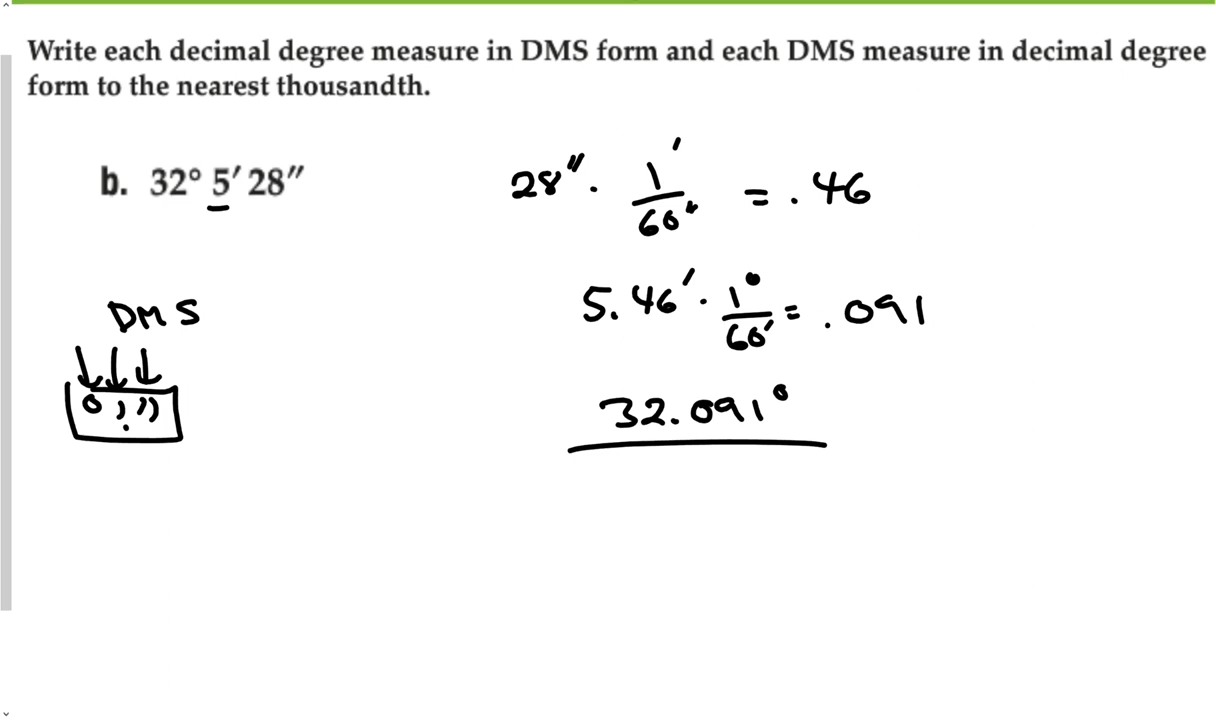 Write each decimal degree measure in DMS form and each DMS measure in decimal degree
form to the nearest thousandth.
b. 32° 5′ 28″
28″ · 1′/60″ = .46
5.46′ · 1°/60′ = .091
32.091°
DMS
° ′ ″